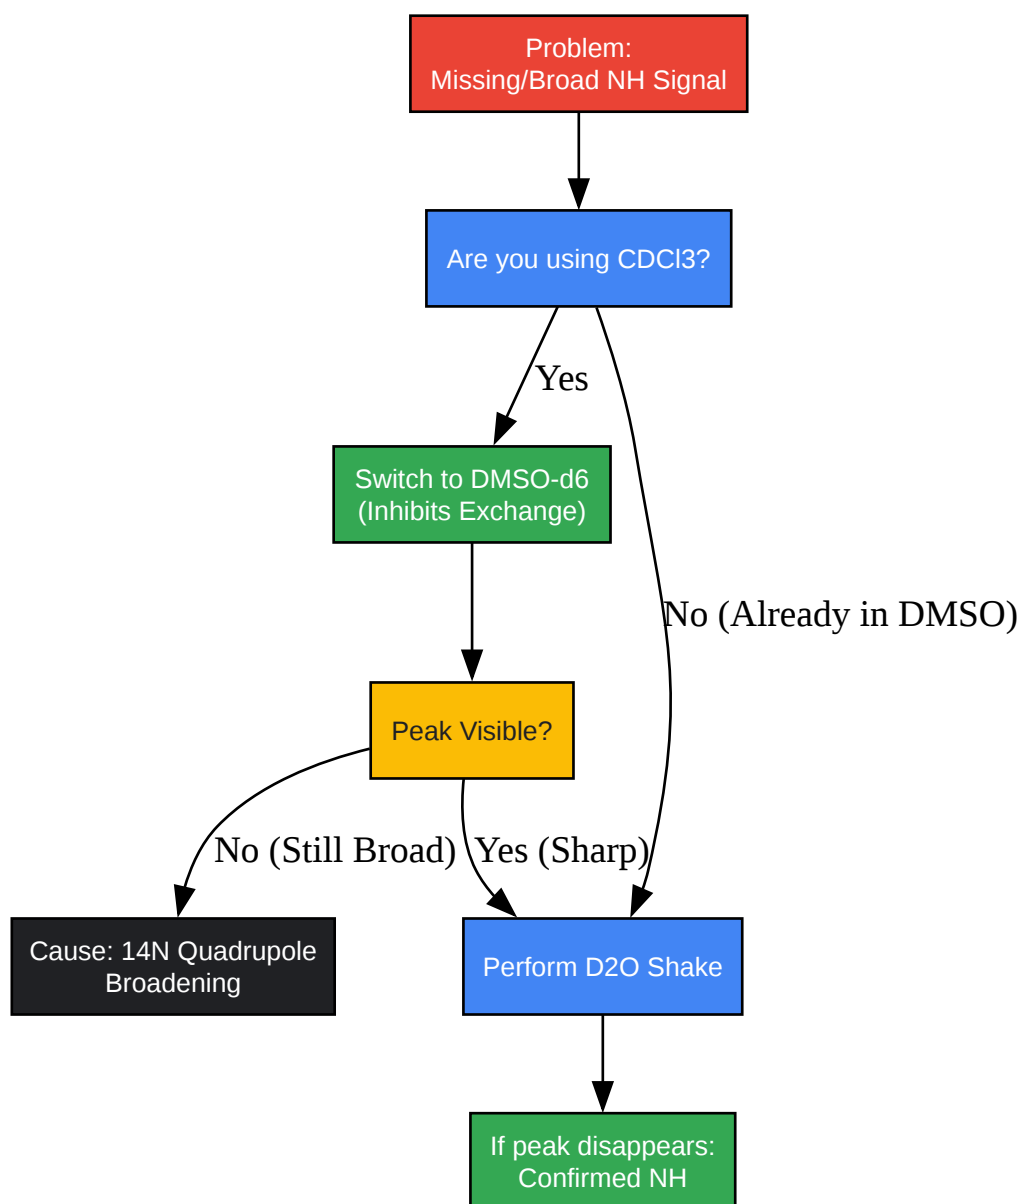 Problem:
Missing/Broad NH Signal
Are you using CDCl3?
Yes
Switch to DMSO-d6
(Inhibits Exchange)
No (Already in DMSO)
Peak Visible?
No (Still Broad)
Yes (Sharp)
Cause: 14N Quadrupole
Broadening
Perform D2O Shake
If peak disappears:
Confirmed NH